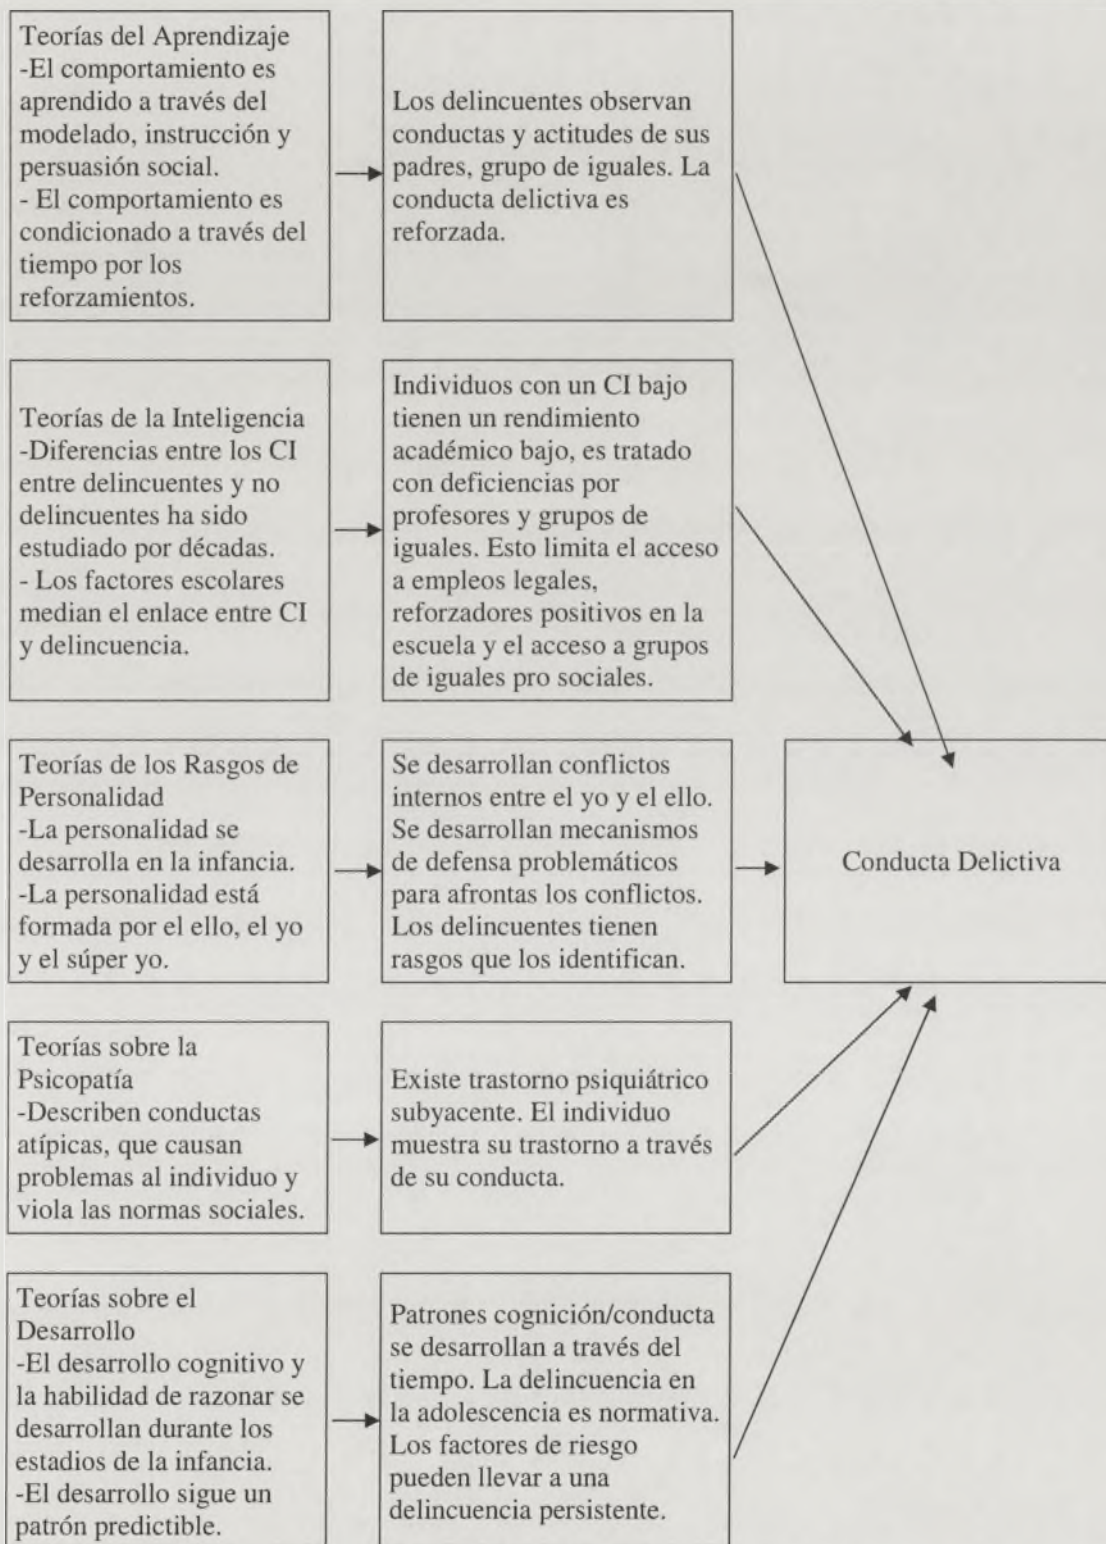 Teorías del Aprendizaje
-El comportamiento es
aprendido a través del
modelado, instrucción y
persuasión social.
- El comportamiento es
condicionado a través del
tiempo por los
reforzamientos.
Los delincuentes observan
conductas y actitudes de sus
padres, grupo de iguales. La
conducta delictiva es
reforzada.
Teorías de la Inteligencia
-Diferencias entre los CI
entre delincuentes y no
delincuentes ha sido
estudiado por décadas.
- Los factores escolares
median el enlace entre CI
y delincuencia.
Individuos con un CI bajo
tienen un rendimiento
académico bajo, es tratado
con deficiencias por
profesores y grupos de
iguales. Esto limita el acceso
a empleos legales,
reforzadores positivos en la
escuela y el acceso a grupos
de iguales pro sociales.
Teorías de los Rasgos de
Personalidad
-La personalidad se
desarrolla en la infancia.
-La personalidad está
formada por el ello, el yo
y el súper yo.
Se desarrollan conflictos
internos entre el yo y el ello.
Se desarrollan mecanismos
de defensa problemáticos
para afrontas los conflictos.
Los delincuentes tienen
rasgos que los identifican.
Conducta Delictiva
Teorías sobre la
Psicopatía
-Describen conductas
atípicas, que causan
problemas al individuo y
viola las normas sociales.
Existe trastorno psiquiátrico
subyacente. El individuo
muestra su trastorno a través
de su conducta.
Teorías sobre el
Desarrollo
-El desarrollo cognitivo y
la habilidad de razonar se
desarrollan durante los
estadios de la infancia.
-El desarrollo sigue un
patrón predictible.
Patrones cognición/conducta
se desarrollan a través del
tiempo. La delincuencia en
la adolescencia es normativa.
Los factores de riesgo
pueden llevar a una
delincuencia persistente.